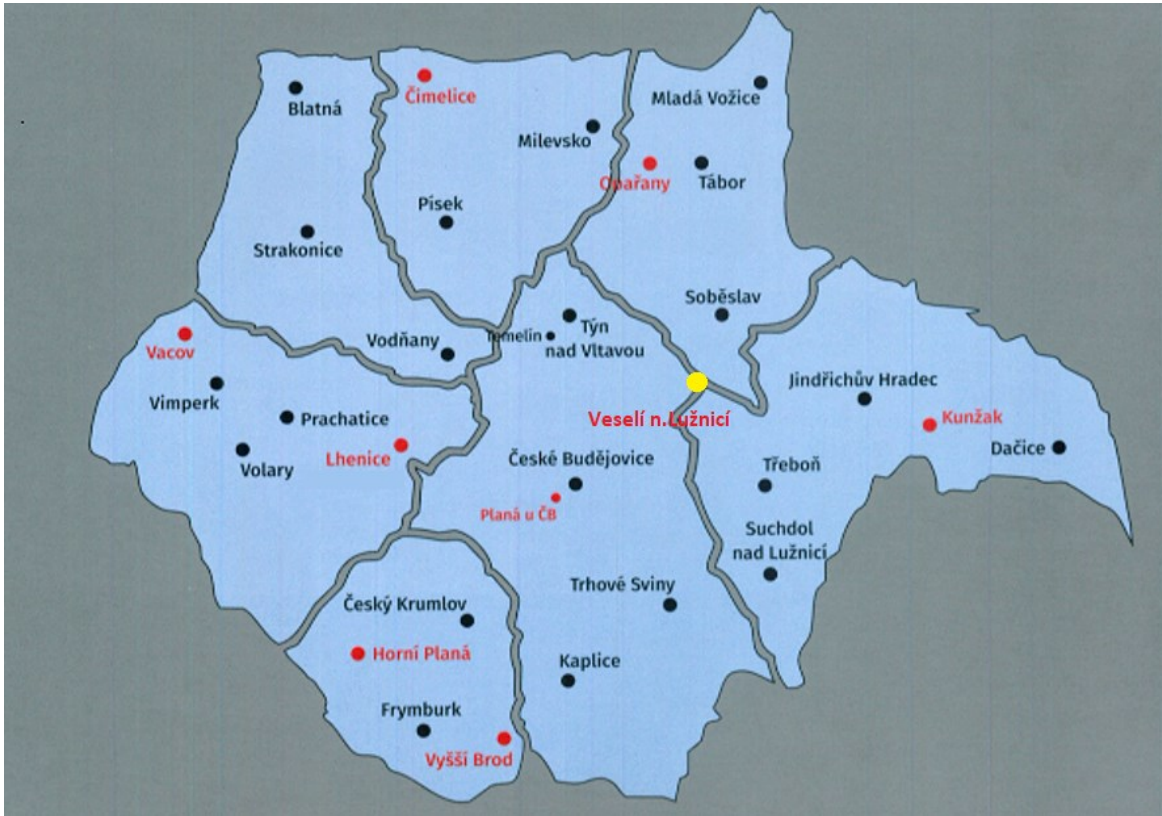 Blatná
Čimelice
Mladá Vožice
Milevsko
Opařany
Tábor
Písek
Strakonice
Soběslav
Vodňany
Temelín
Týn
nad Vltavou
Vacov
Vimperk
Prachatice
Jindřichův Hradec
Kunžak
Veselí n.Lužnicí
Lhenice
Volary
České Budějovice
Dačice
Třeboň
Planá u ČB
Suchdol
nad Lužnicí
Trhové Sviny
Český Krumlov
Horní Planá
Kaplice
Frymburk
Vyšší Brod